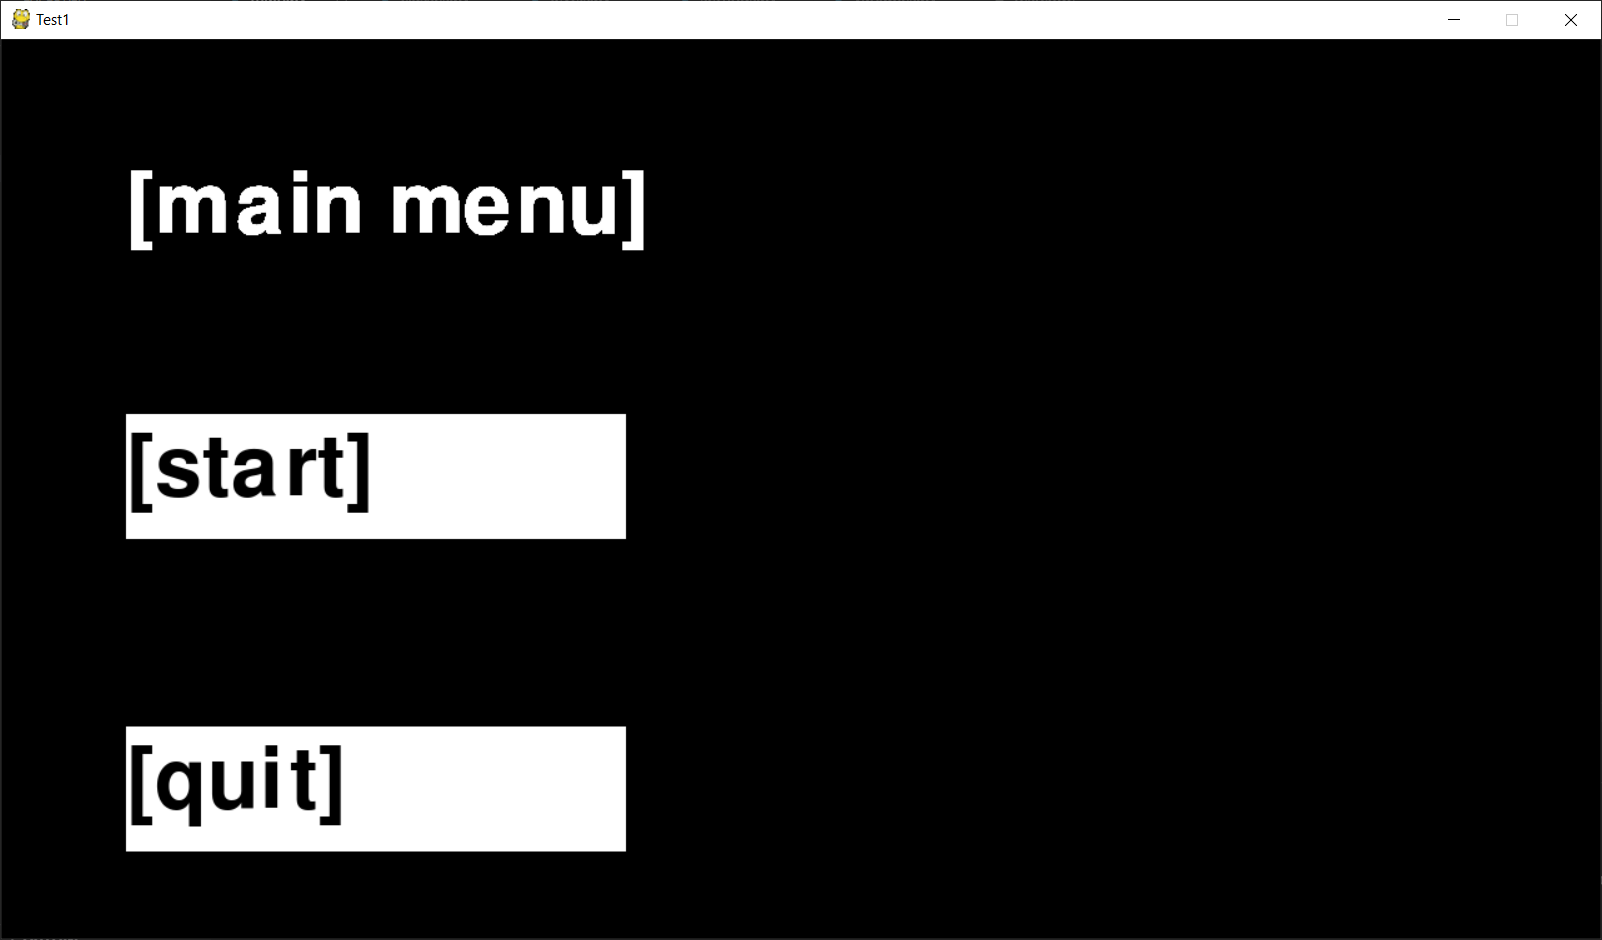 Test1
[main menu]
[start]
[quit]